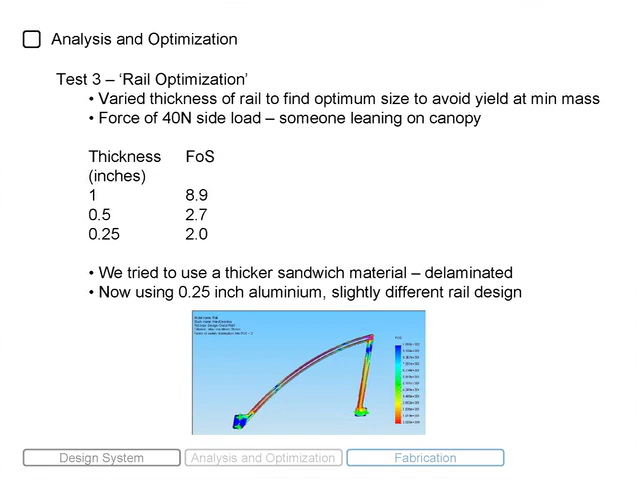 Analysis and Optimization
Test 3 – ‘Rail Optimization’
• Varied thickness of rail to find optimum size to avoid yield at min mass
• Force of 40N side load – someone leaning on canopy
Thickness FoS
(inches)
1 8.9
0.5 2.7
0.25 2.0
• We tried to use a thicker sandwich material – delaminated
• Now using 0.25 inch aluminium, slightly different rail design
FOS
Design System
Analysis and Optimization
Fabrication